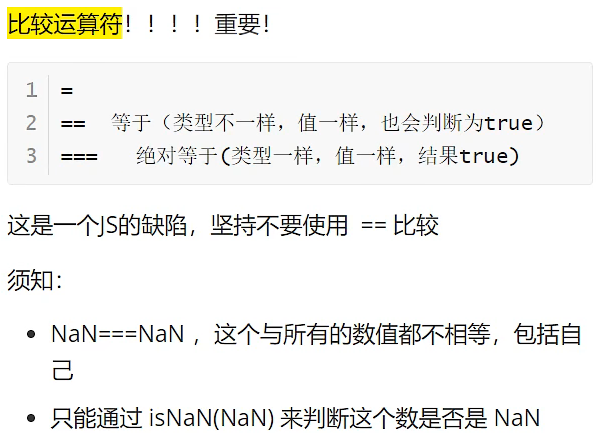 比较运算符！！！！重要！
1 =
2 == 等于（类型不一样，值一样，也会判断为true）
3 === 绝对等于(类型一样，值一样，结果true)
这是一个JS的缺陷，坚持不要使用 == 比较
须知：
• NaN===NaN ，这个与所有的数值都不相等，包括自
己
• 只能通过 isNaN(NaN) 来判断这个数是否是 NaN